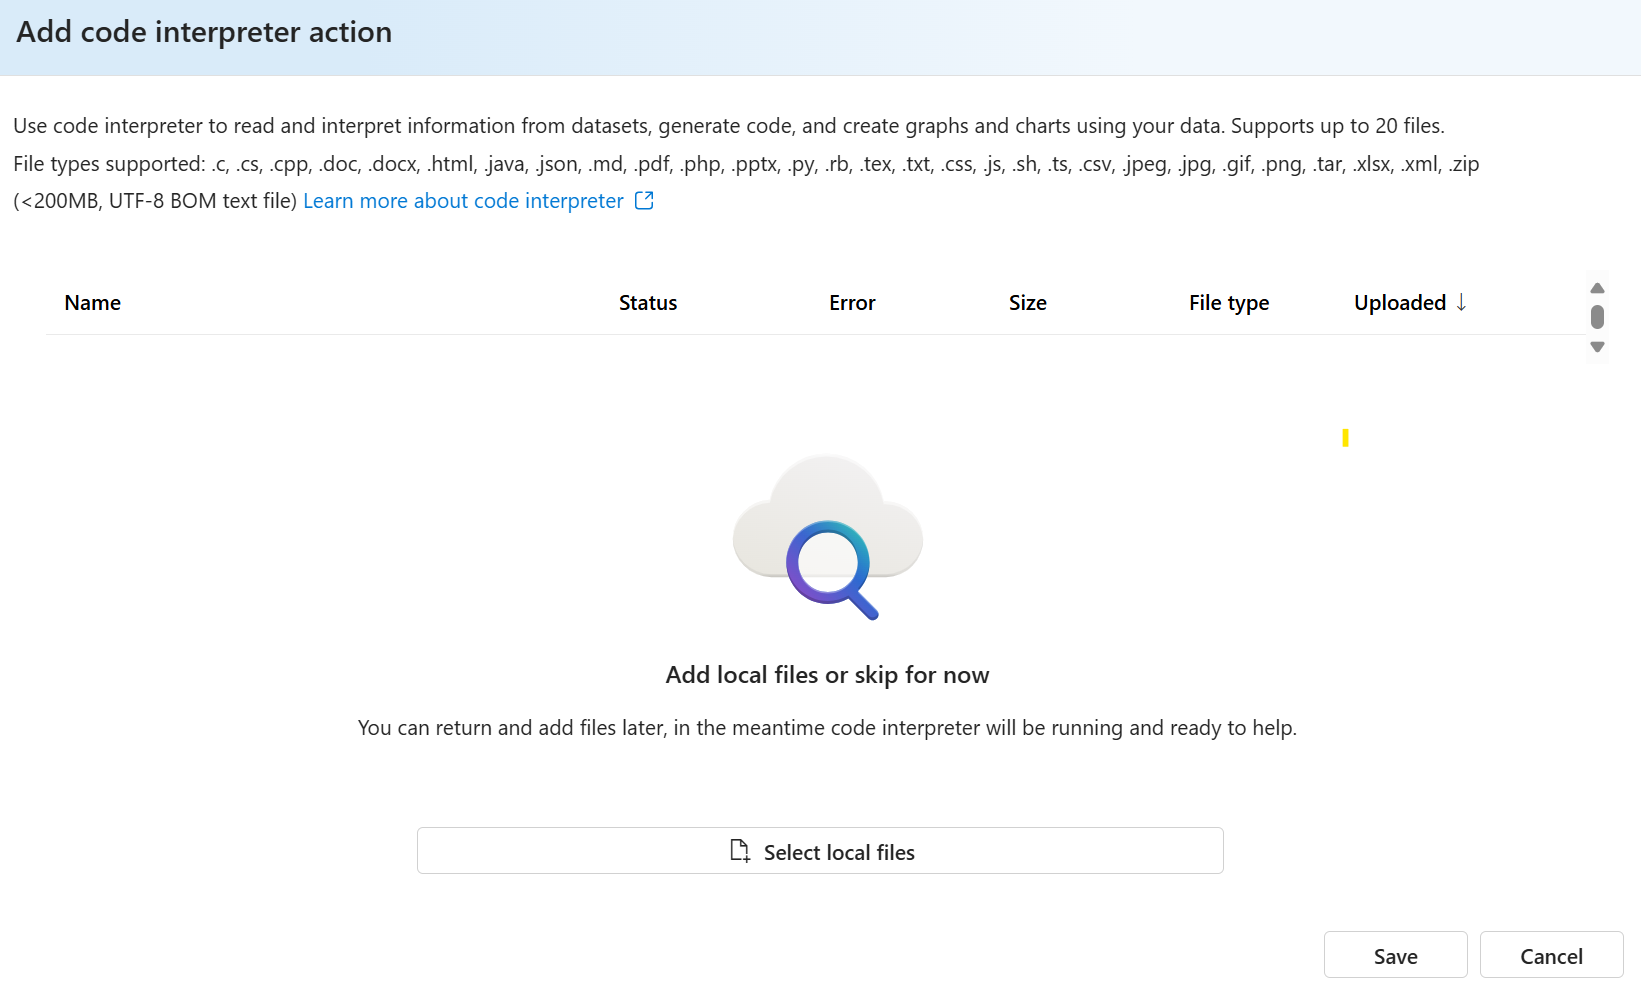 Add code interpreter action
Use code interpreter to read and interpret information from datasets, generate code, and create graphs and charts using your data. Supports up to 20 files.
File types supported: .c, .cs, .cpp, .doc, .docx, .html, .java, .json, .md, .pdf, .php, .pptx, .py, .rb, .tex, .txt, .css, .js, .sh, .ts, .csv, .jpeg, .jpg, .gif, .png, .tar, .xlsx, .xml, .zip
(<200MB, UTF-8 BOM text file) Learn more about code interpreter
Name Status Error Size File type Uploaded ↓
Add local files or skip for now
You can return and add files later, in the meantime code interpreter will be running and ready to help.
Select local files
Save Cancel